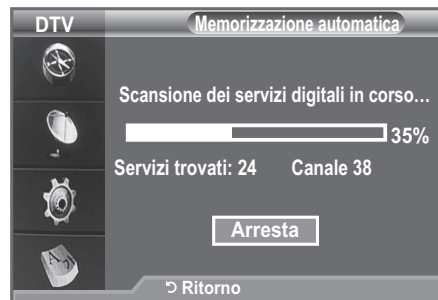 DTV Memorizzazione automatica
Scansione dei servizi digitali in corso…
35%
Servizi trovati: 24 Canale 38
Arresta
Ritorno